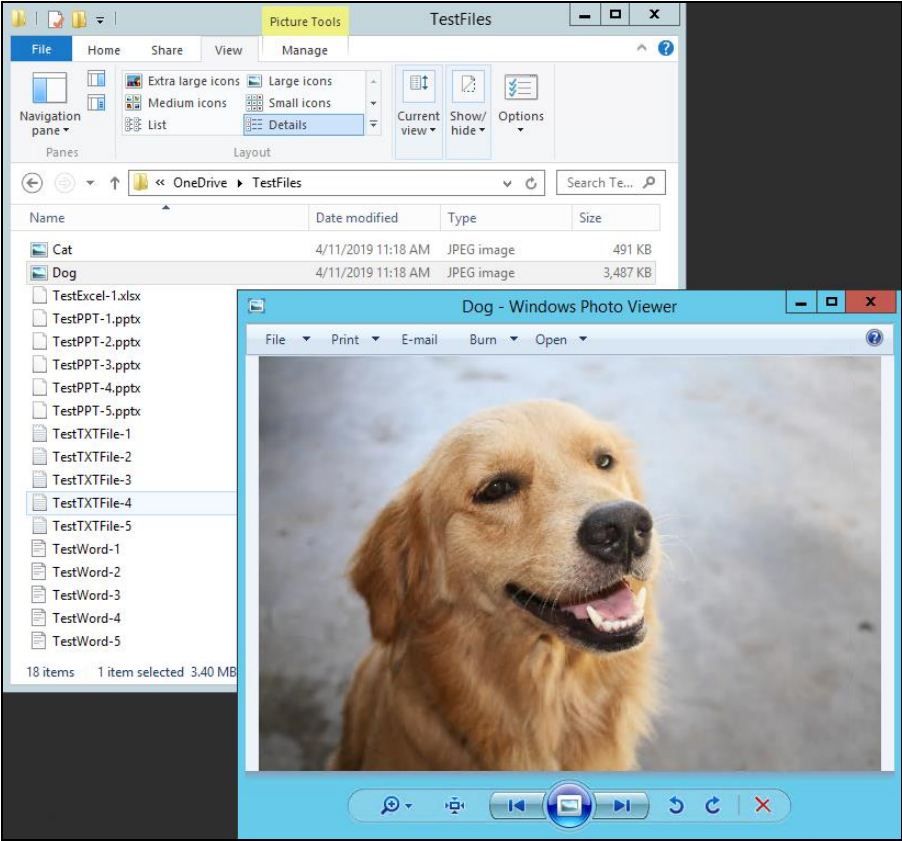 Picture Tools TestFiles
File Home Share View Manage
Navigation pane
Extra large icons Large icons
Medium icons Small icons
List Details
Current view
Show/ hide
Options
Panes Layout
« OneDrive TestFiles Search Te...
Name Date modified Type Size
Cat 4/11/2019 11:18 AM JPEG image 491 KB
Dog 4/11/2019 11:18 AM JPEG image 3,487 KB
TestExcel-1.xlsx
TestPPT-1.pptx
TestPPT-2.pptx
TestPPT-3.pptx
TestPPT-4.pptx
TestPPT-5.pptx
TestTXTFile-1
TestTXTFile-2
TestTXTFile-3
TestTXTFile-4
TestTXTFile-5
TestWord-1
TestWord-2
TestWord-3
TestWord-4
TestWord-5
18 items 1 item selected 3.40 MB
Dog - Windows Photo Viewer
File Print E-mail Burn Open